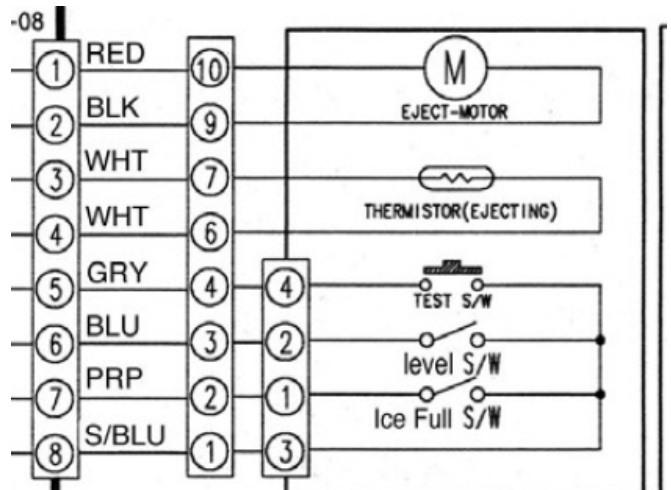 -08
1 RED 10
M
EJECT-MOTOR
2 BLK 9
3 WHT 7
THERMISTOR(EJECTING)
4 WHT 6
5 GRY 4 4
TEST S/W
6 BLU 3 2
level S/W
7 PRP 2 1
Ice Full S/W
8 S/BLU 1 3